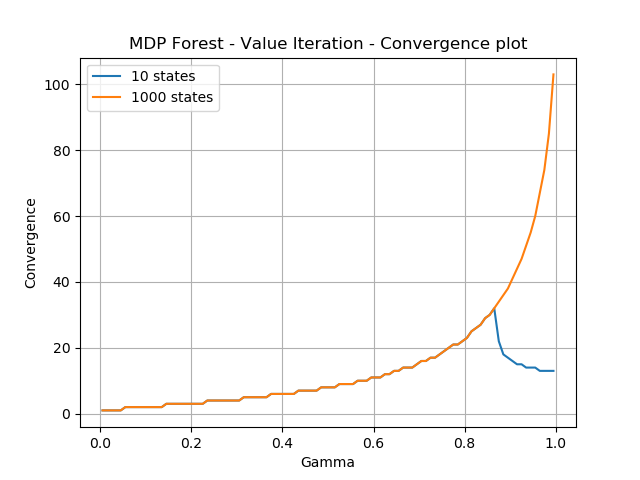 MDP Forest - Value Iteration - Convergence plot
10 states
1000 states
Convergence
100
80
60
40
20
0
0.0 0.2 0.4 0.6 0.8 1.0
Gamma